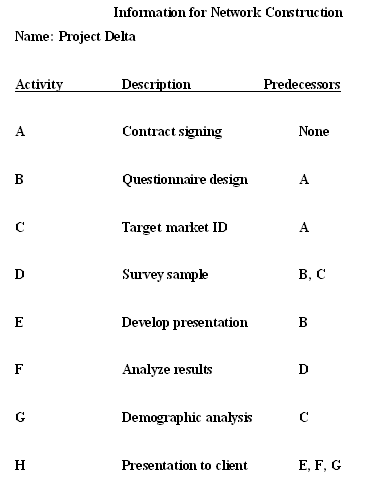 Information for Network Construction
Name: Project Delta
Activity Description Predecessors
A Contract signing None
B Questionnaire design A
C Target market ID A
D Survey sample B, C
E Develop presentation B
F Analyze results D
G Demographic analysis C
H Presentation to client E, F, G